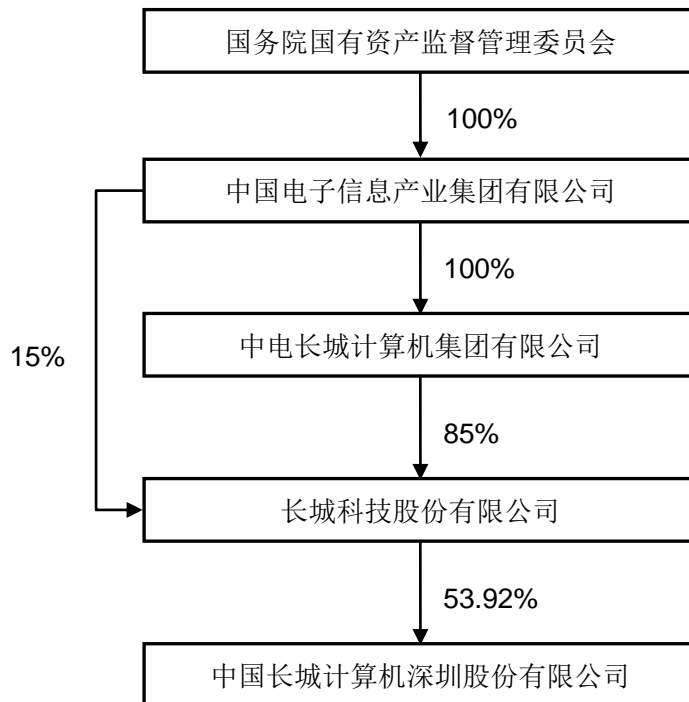 国务院国有资产监督管理委员会
100%
中国电子信息产业集团有限公司
100%
中电长城计算机集团有限公司
15%
85%
长城科技股份有限公司
53.92%
中国长城计算机深圳股份有限公司